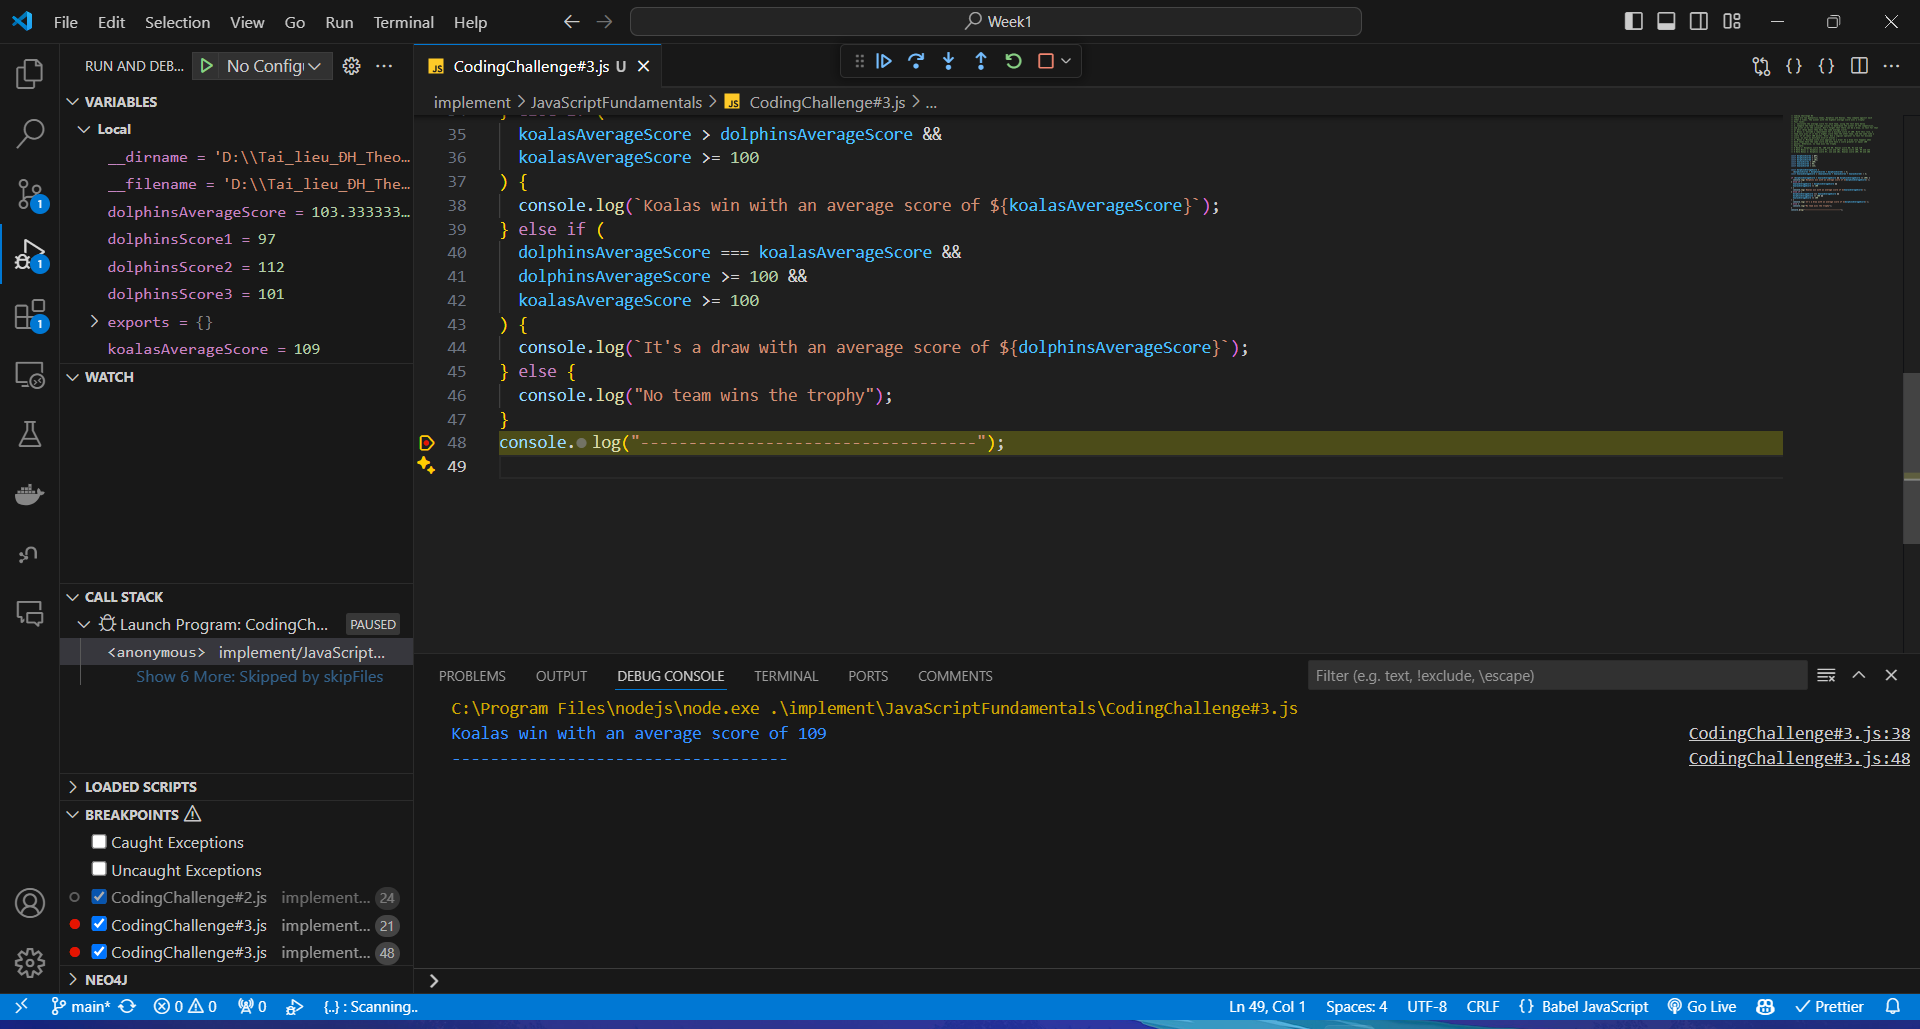 File Edit Selection View Go Run Terminal Help
Week1
RUN AND DEB... No Config
CodingChallenge#3.js U
implement > JavaScriptFundamentals > CodingChallenge#3.js > ...
VARIABLES
Local
__dirname = 'D:\\Tai_lieu_ĐH_Theo...
__filename = 'D:\\Tai_lieu_ĐH_The...
dolphinsAverageScore = 103.333333...
dolphinsScore1 = 97
dolphinsScore2 = 112
dolphinsScore3 = 101
exports = {}
koalasAverageScore = 109
WATCH
CALL STACK
Launch Program: CodingCh... PAUSED
<anonymous> implement/JavaScript...
Show 6 More: Skipped by skipFiles
LOADED SCRIPTS
BREAKPOINTS
Caught Exceptions
Uncaught Exceptions
CodingChallenge#2.js implement... 24
CodingChallenge#3.js implement... 21
CodingChallenge#3.js implement... 48
NEO4J
35 koalasAverageScore > dolphinsAverageScore &&
36 koalasAverageScore >= 100
37 ) {
38 console.log(`Koalas win with an average score of ${koalasAverageScore}`);
39 } else if (
40 dolphinsAverageScore === koalasAverageScore &&
41 dolphinsAverageScore >= 100 &&
42 koalasAverageScore >= 100
43 ) {
44 console.log(`It's a draw with an average score of ${dolphinsAverageScore}`);
45 } else {
46 console.log("No team wins the trophy");
47 }
48 console.log("-----------------------------------");
49
PROBLEMS OUTPUT DEBUG CONSOLE TERMINAL PORTS COMMENTS
Filter (e.g. text, !exclude, \escape)
C:\Program Files\nodejs\node.exe .\implement\JavaScriptFundamentals\CodingChallenge#3.js
Koalas win with an average score of 109 CodingChallenge#3.js:38
----------------------------------- CodingChallenge#3.js:48
main* 0 0 0 {..} : Scanning.. Ln 49, Col 1 Spaces: 4 UTF-8 CRLF {} Babel JavaScript Go Live Prettier